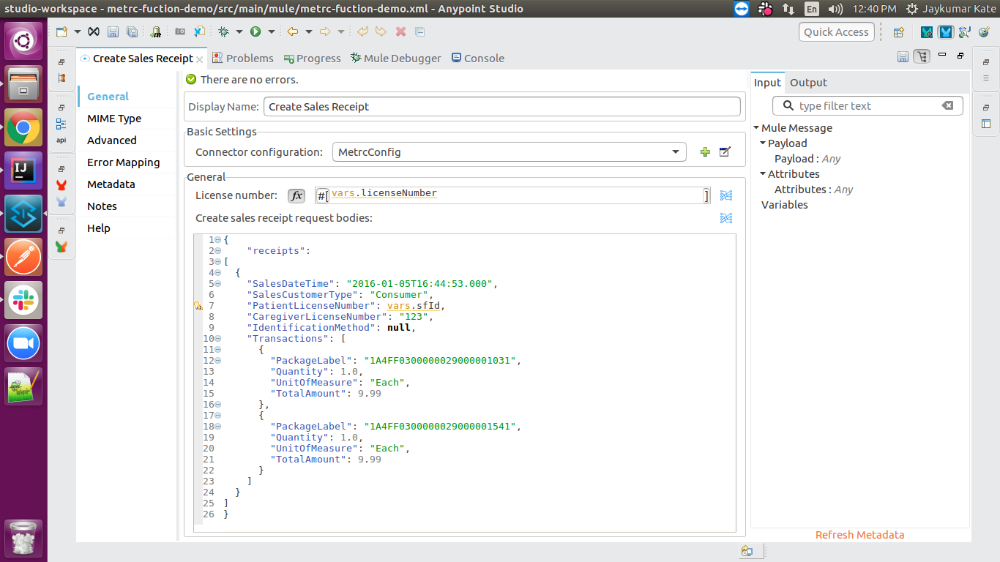 studio-workspace - metrc-fuction-demo/src/main/mule/metrc-fuction-demo.xml - Anypoint Studio
En
12:40 PM
Jaykumar Kate
Quick Access
Create Sales Receipt
Problems
Progress
Mule Debugger
Console
There are no errors.
General
MIME Type
Advanced
Error Mapping
Metadata
Notes
Help
api
IJ
Display Name:
Create Sales Receipt
Basic Settings
Connector configuration:
MetrcConfig
General
License number:
fx
#[ vars.licenseNumber ]
Create sales receipt request bodies:
1 {
2 "receipts":
3 [
4 {
5 "SalesDateTime": "2016-01-05T16:44:53.000",
6 "SalesCustomerType": "Consumer",
7 "PatientLicenseNumber": vars.sfId,
8 "CaregiverLicenseNumber": "123",
9 "IdentificationMethod": null,
10 "Transactions": [
11 {
12 "PackageLabel": "1A4FF0300000029000001031",
13 "Quantity": 1.0,
14 "UnitOfMeasure": "Each",
15 "TotalAmount": 9.99
16 },
17 {
18 "PackageLabel": "1A4FF0300000029000001541",
19 "Quantity": 1.0,
20 "UnitOfMeasure": "Each",
21 "TotalAmount": 9.99
22 }
23 ]
24 }
25 ]
26 }
Input
Output
type filter text
Mule Message
Payload
Payload : Any
Attributes
Attributes : Any
Variables
Refresh Metadata